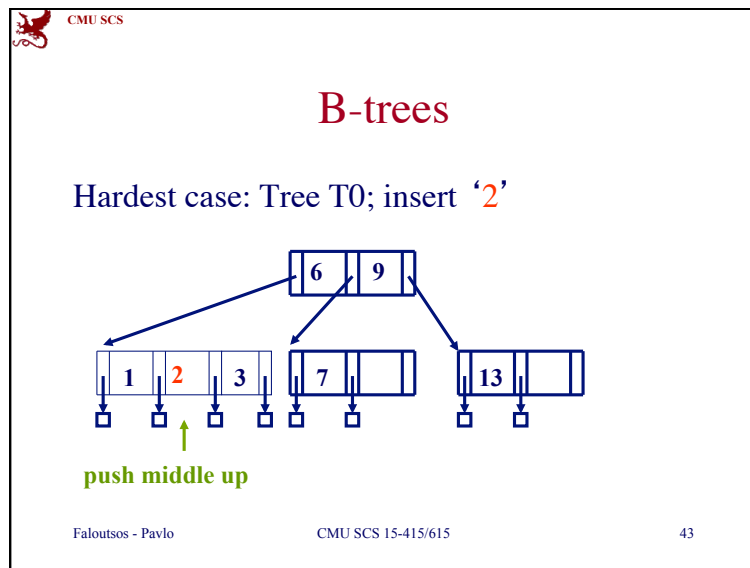 CMU SCS
B-trees
Hardest case: Tree T0; insert ‘2’
6 9
1 2 3 7 13
push middle up
Faloutsos - Pavlo CMU SCS 15-415/615 43